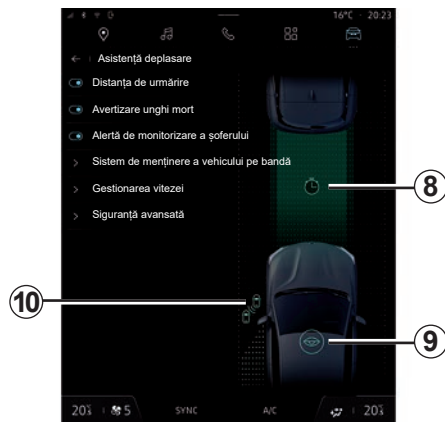 16°C 20:23
Asistență deplasare
Distanța de urmărire
Avertizare unghi mort
Alertă de monitorizare a șoferului
Sistem de menținere a vehiculului pe bandă
Gestionarea vitezei
Siguranță avansată
8
10
9
20 5 SYNC A/C 20